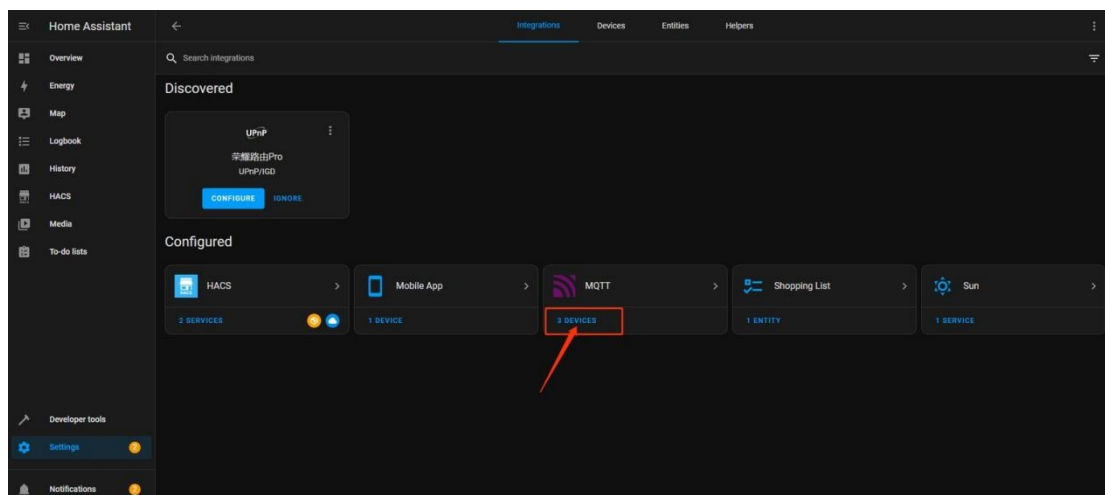 Home Assistant
Integrations Devices Entities Helpers
Overview
Search integrations
Energy
Discovered
Map
UPnP
Logbook
荣耀路由Pro
History
UPnP/IGD
HACS
CONFIGURE IGNORE
Media
Configured
To-do lists
HACS Mobile App MQTT Shopping List Sun
2 SERVICES 1 DEVICE 3 DEVICES 1 ENTITY 1 SERVICE
Developer tools
Settings 2
Notifications 2